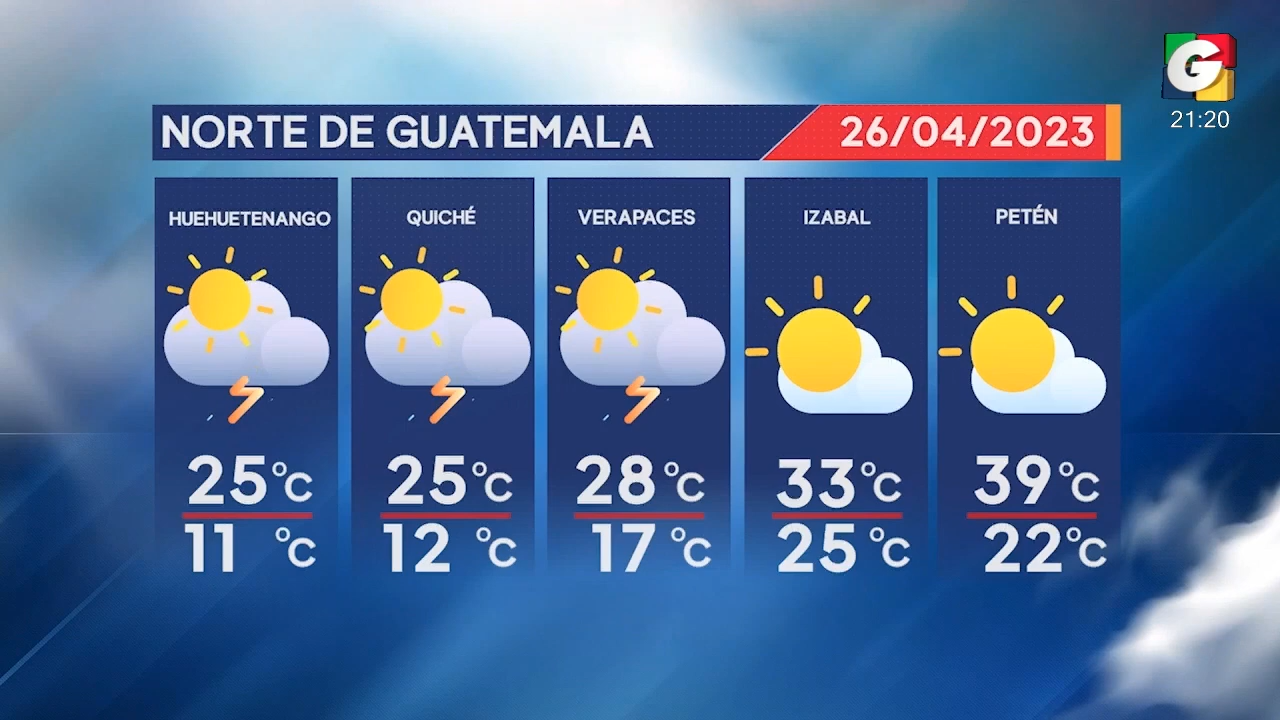 G
21:20
NORTE DE GUATEMALA 26/04/2023
HUEHUETENANGO QUICHÉ VERAPACES IZABAL PETÉN
25°C 25°C 28°C 33°C 39°C
11 °C 12 °C 17 °C 25 °C 22°C